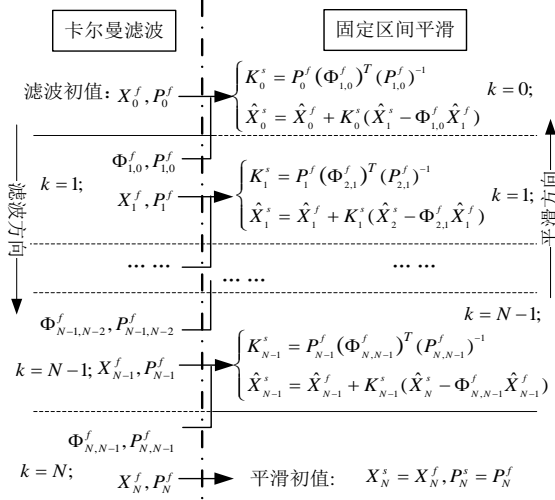 卡尔曼滤波
固定区间平滑
滤波初值: X_0^f, P_0^f
K_0^s = P_0^f (Φ_{1,0}^f)^T (P_{1,0}^f)^{-1}
X̂_0^s = X̂_0^f + K_0^s (X̂_1^s − Φ_{1,0}^f X̂_1^f)
k = 0;
Φ_{1,0}^f, P_{1,0}^f
k = 1;
X_1^f, P_1^f
K_1^s = P_1^f (Φ_{2,1}^f)^T (P_{2,1}^f)^{-1}
X̂_1^s = X̂_1^f + K_1^s (X̂_2^s − Φ_{2,1}^f X̂_1^f)
k = 1;
滤波方向
平滑方向
... ...
... ...
... ...
Φ_{N-1,N-2}^f, P_{N-1,N-2}^f
k = N−1;
k = N−1; X_{N-1}^f, P_{N-1}^f
K_{N-1}^s = P_{N-1}^f (Φ_{N,N-1}^f)^T (P_{N,N-1}^f)^{-1}
X̂_{N-1}^s = X̂_{N-1}^f + K_{N-1}^s (X̂_N^s − Φ_{N,N-1}^f X̂_{N-1}^f)
Φ_{N,N-1}^f, P_{N,N-1}^f
k = N;
X_N^f, P_N^f
平滑初值: X_N^s = X_N^f, P_N^s = P_N^f